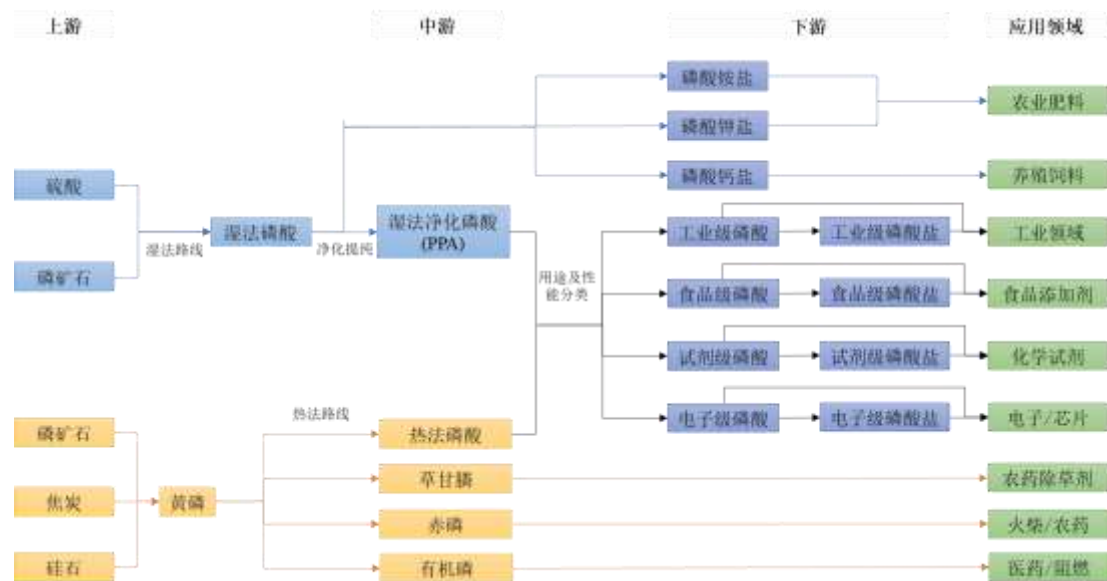 上游
中游
下游
应用领域
磷酸铵盐
农业肥料
磷酸钾盐
硫酸
磷酸钙盐
养殖饲料
湿法磷酸
湿法净化磷酸
(PPA)
工业级磷酸
工业级磷酸盐
工业领域
湿法路线
净化提纯
磷矿石
用途及性
能分类
食品级磷酸
食品级磷酸盐
食品添加剂
试剂级磷酸
试剂级磷酸盐
化学试剂
热法路线
电子级磷酸
电子级磷酸盐
电子/芯片
磷矿石
热法磷酸
草甘膦
农药除草剂
焦炭
黄磷
赤磷
火柴/农药
硅石
有机磷
医药/阻燃